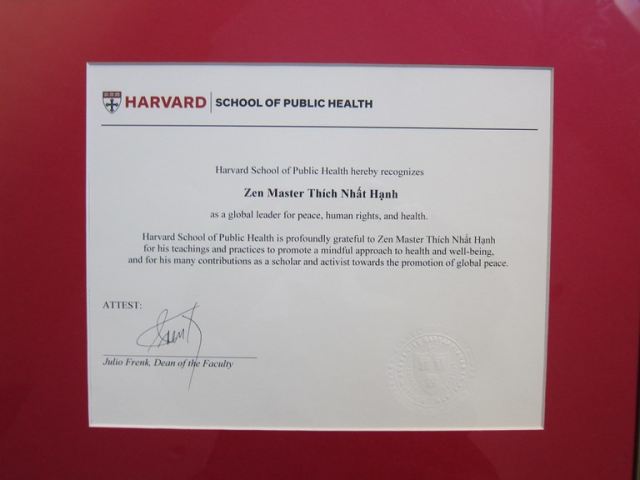 HARVARD SCHOOL OF PUBLIC HEALTH
Harvard School of Public Health hereby recognizes
Zen Master Thích Nhất Hạnh
as a global leader for peace, human rights, and health.
Harvard School of Public Health is profoundly grateful to Zen Master Thích Nhất Hạnh
for his teachings and practices to promote a mindful approach to health and well-being,
and for his many contributions as a scholar and activist towards the promotion of global peace.
ATTEST:
Julio Frenk, Dean of the Faculty